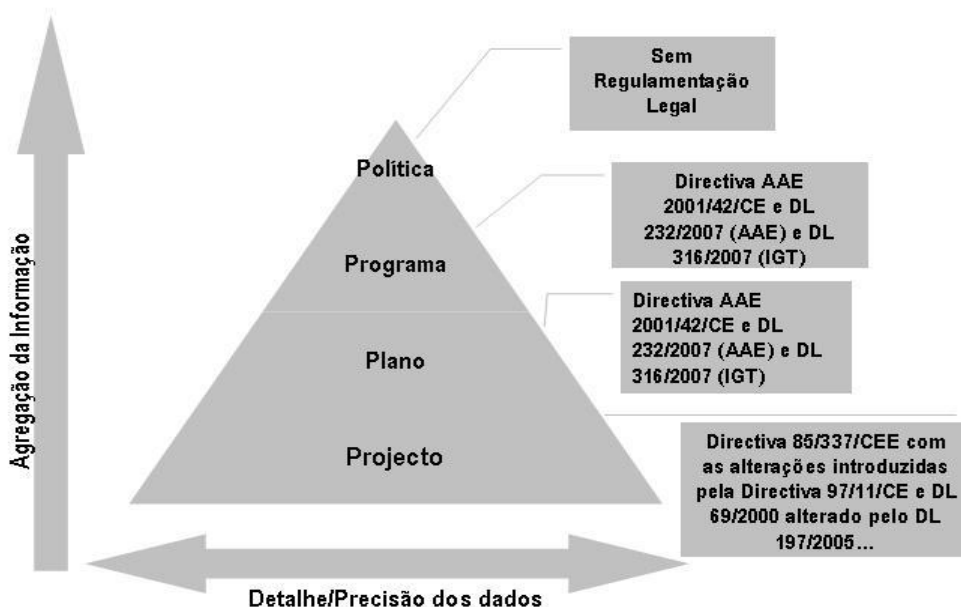 Sem
Regulamentação
Legal
Política
Directiva AAE
2001/42/CE e DL
232/2007 (AAE) e DL
316/2007 (IGT)
Programa
Directiva AAE
2001/42/CE e DL
232/2007 (AAE) e DL
316/2007 (IGT)
Plano
Agregação da Informação
Projecto
Directiva 85/337/CEE com
as alterações introduzidas
pela Directiva 97/11/CE e DL
69/2000 alterado pelo DL
197/2005...
Detalhe/Precisão dos dados